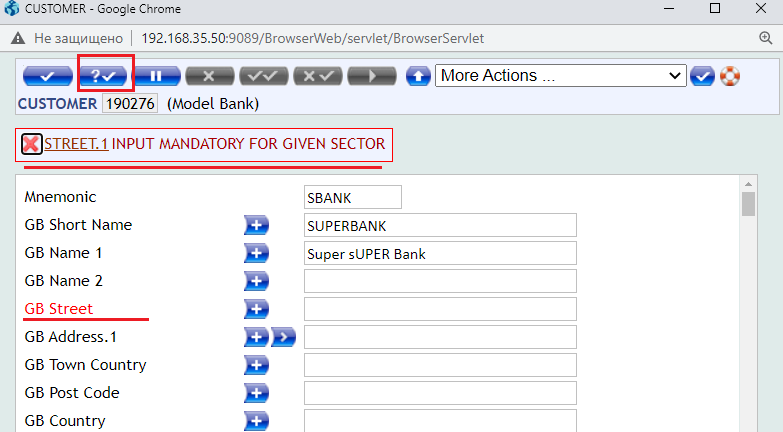 CUSTOMER - Google Chrome
Не защищено 192.168.35.50:9089/BrowserWeb/servlet/BrowserServlet
? More Actions ...
CUSTOMER 190276 (Model Bank)
STREET.1 INPUT MANDATORY FOR GIVEN SECTOR
Mnemonic SBANK
GB Short Name SUPERBANK
GB Name 1 Super sUPER Bank
GB Name 2
GB Street
GB Address.1
GB Town Country
GB Post Code
GB Country